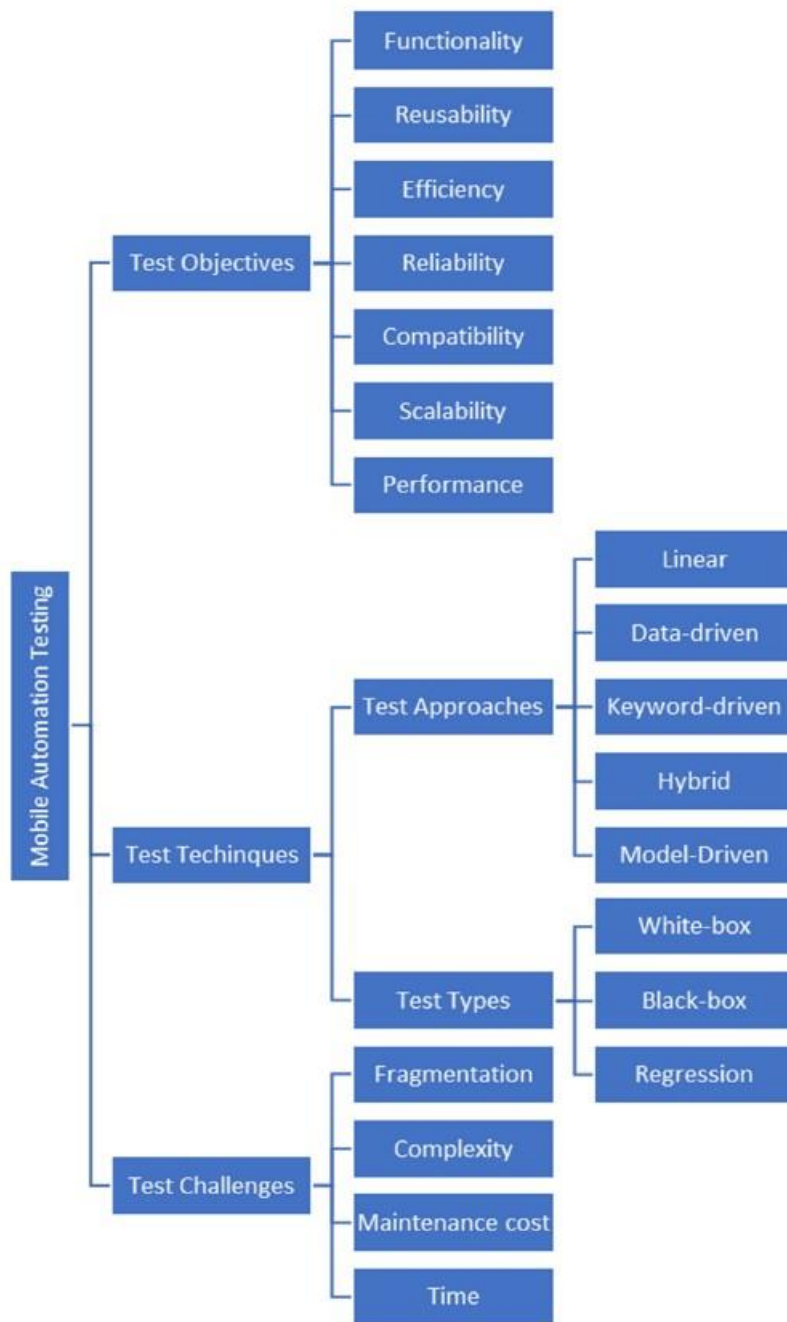 Mobile Automation Testing
Test Objectives
Functionality
Reusability
Efficiency
Reliability
Compatibility
Scalability
Performance
Test Techinques
Test Approaches
Linear
Data-driven
Keyword-driven
Hybrid
Model-Driven
Test Types
White-box
Black-box
Regression
Test Challenges
Fragmentation
Complexity
Maintenance cost
Time